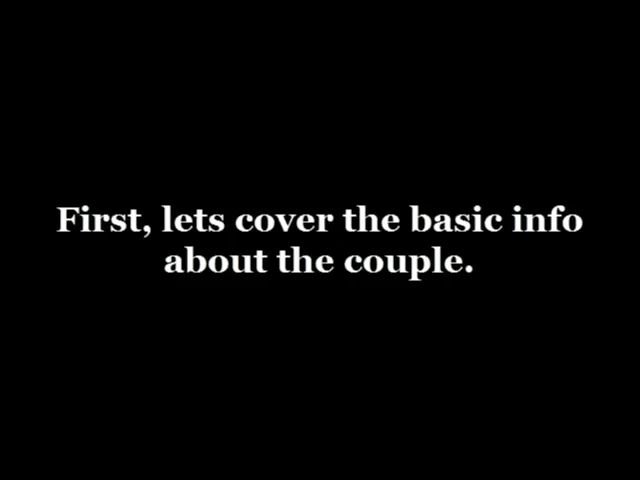 First, lets cover the basic info
about the couple.